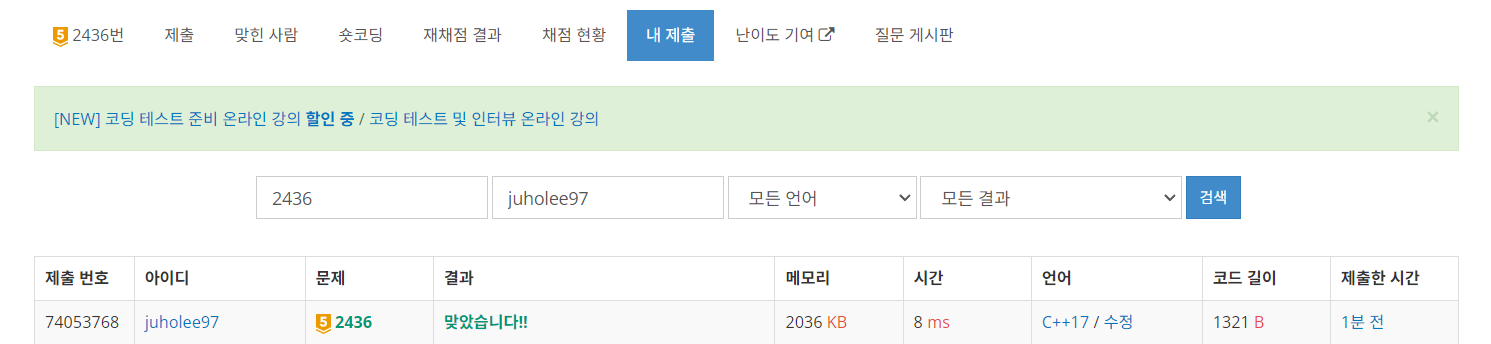 5 2436번 제출 맞힌 사람 숏코딩 재채점 결과 채점 현황 내 제출 난이도 기여 질문 게시판
[NEW] 코딩 테스트 준비 온라인 강의 할인 중 / 코딩 테스트 및 인터뷰 온라인 강의 ×
2436 juholee97 모든 언어 모든 결과 검색
제출 번호 아이디 문제 결과 메모리 시간 언어 코드 길이 제출한 시간
74053768 juholee97 5 2436 맞았습니다!! 2036 KB 8 ms C++17 / 수정 1321 B 1분 전